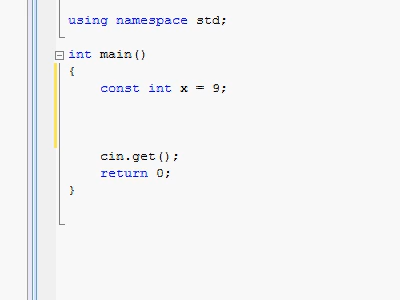 using namespace std;
int main()
{
    const int x = 9;
    cin.get();
    return 0;
}